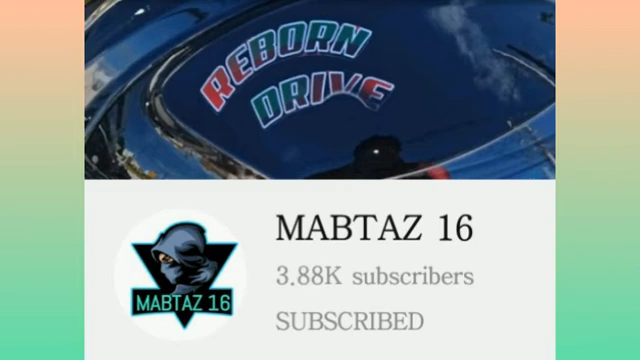 REBORN
DRIVE
MABTAZ 16
3.88K subscribers
SUBSCRIBED
MABTAZ 16